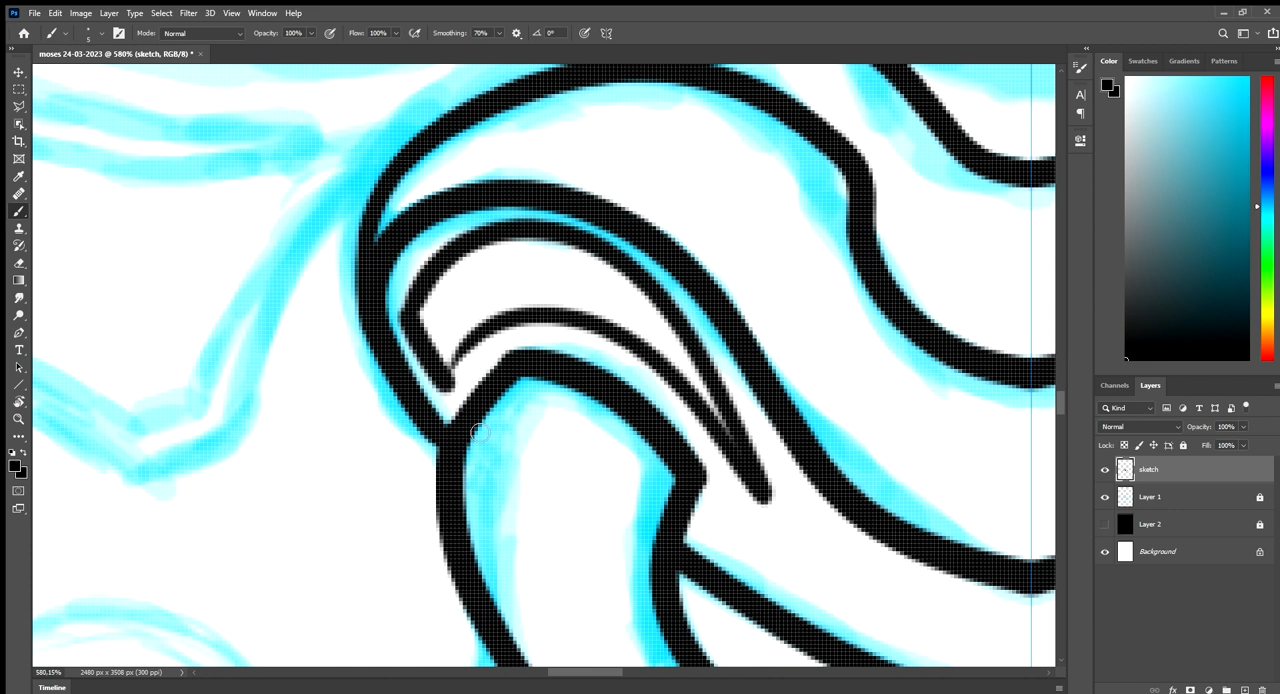 Ps File Edit Image Layer Type Select Filter 3D View Window Help
5 Mode: Normal Opacity: 100% Flow: 100% Smoothing: 70% 0°
moses 24-03-2023 @ 580% (sketch, RGB/8) * ×
Color Swatches Gradients Patterns
Channels Layers
Kind
Normal Opacity: 100%
Lock: Fill: 100%
sketch
Layer 1
Layer 2
Background
580,15% 2480 px x 3508 px (300 ppi)
Timeline